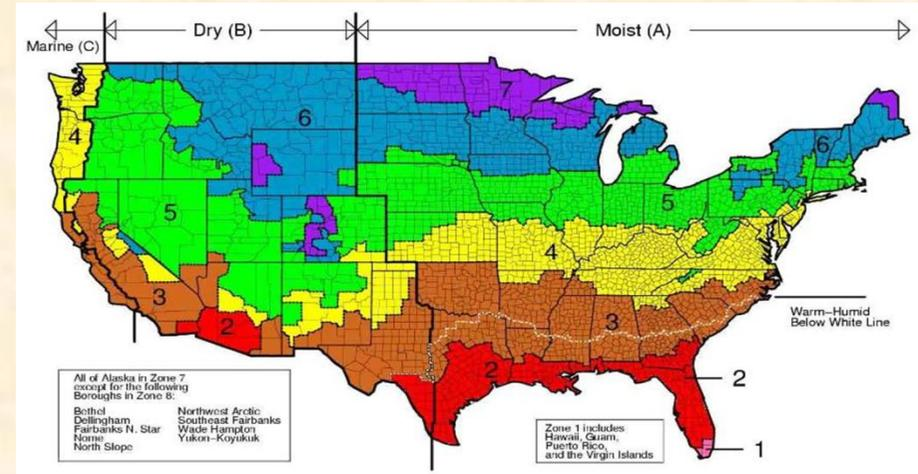 Marine (C)
Dry (B)
Moist (A)
7
6
6
4
5
5
4
3
3
2
2
2
1
Warm–Humid
Below White Line
All of Alaska in Zone 7
except for the following
Boroughs in Zone 8:
Bethel Northwest Arctic
Dellingham Southeast Fairbanks
Fairbanks N. Star Wade Hampton
Nome Yukon–Koyukuk
North Slope
Zone 1 includes
Hawaii, Guam,
Puerto Rico,
and the Virgin Islands